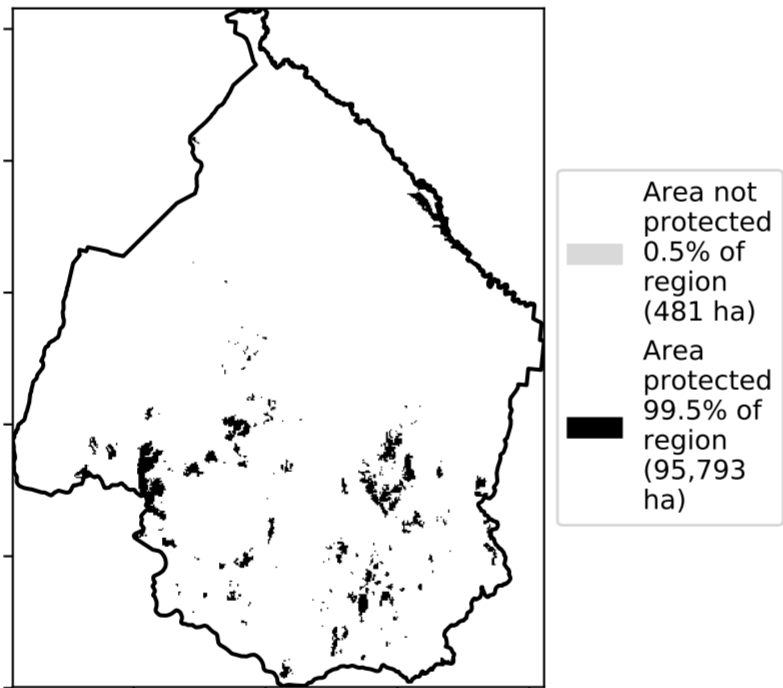 Area not
protected
0.5% of
region
(481 ha)
Area
protected
99.5% of
region
(95,793
ha)